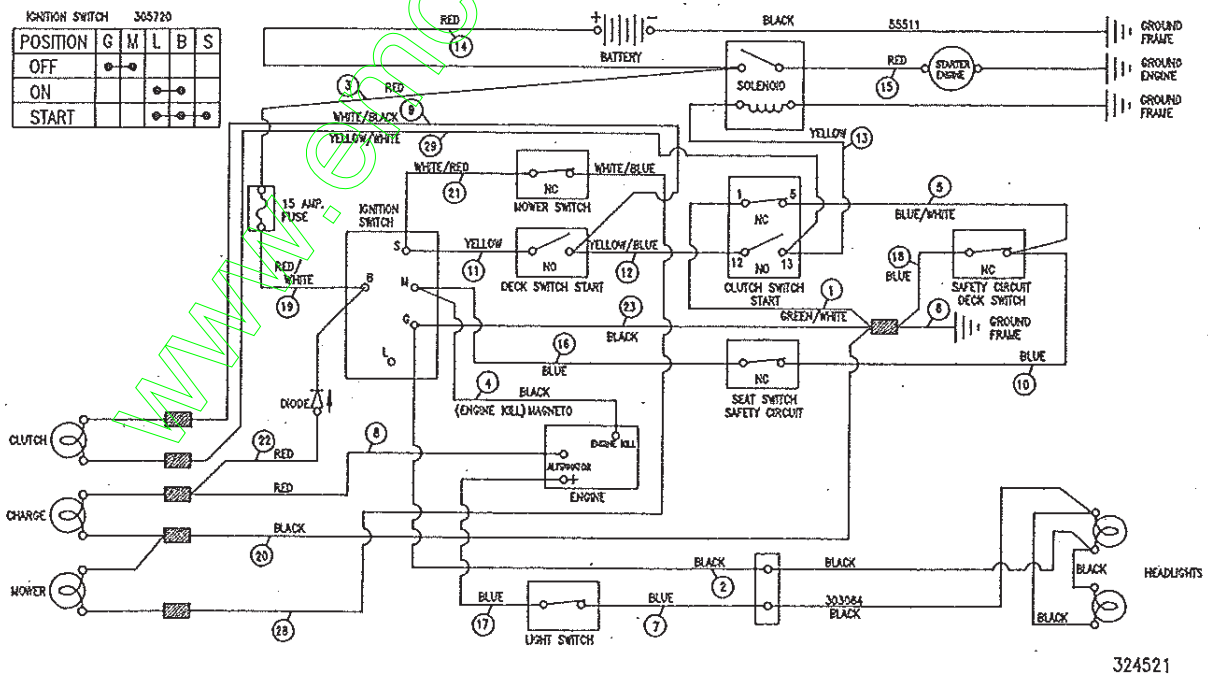 IGNITION SWITCH 305720
POSITION G M L B S
OFF
ON
START
RED
14
+
-
BATTERY
BLACK
55511
GROUND
FRAME
SOLENOID
RED
15
STARTER
ENGINE
GROUND
ENGINE
GROUND
FRAME
3
RED
WHITE/BLACK
9
YELLOW/WHITE
29
YELLOW
13
15 AMP.
FUSE
WHITE/RED
21
NC
WHITE/BLUE
MOWER SWITCH
IGNITION
SWITCH
S
YELLOW
11
NO
YELLOW/BLUE
12
DECK SWITCH START
1
5
NC
12
NO
13
CLUTCH SWITCH
START
5
BLUE/WHITE
18
BLUE
NC
SAFETY CIRCUIT
DECK SWITCH
RED/
WHITE
19
B
M
G
L
23
BLACK
1
GREEN/WHITE
6
GROUND
FRAME
16
BLUE
NC
SEAT SWITCH
SAFETY CIRCUIT
BLUE
10
DIODE
4
BLACK
(ENGINE KILL) MAGNETO
ENGINE KILL
ALTERNATOR
+
ENGINE
CLUTCH
22
RED
8
CHARGE
RED
BLACK
20
MOWER
28
BLACK
2
BLACK
BLUE
17
LIGHT SWITCH
BLUE
7
303084
BLACK
BLACK
BLACK
HEADLIGHTS
324521